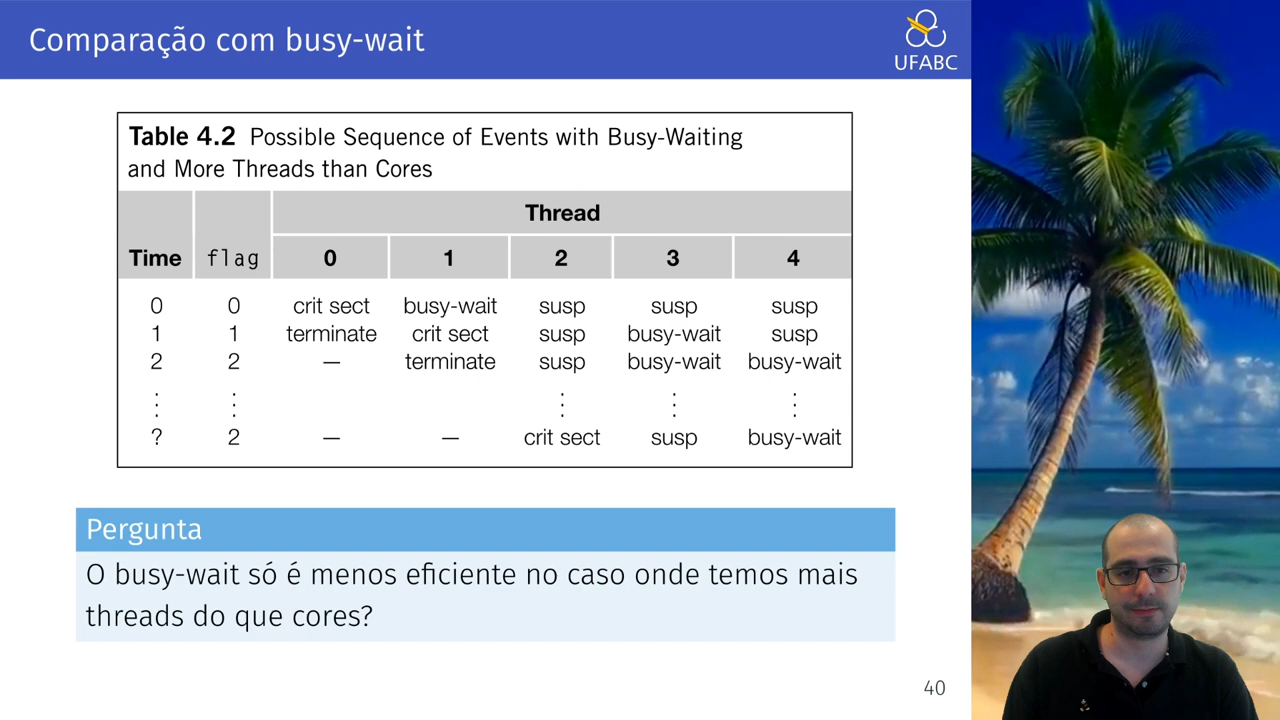 Comparação com busy-wait
UFABC
Table 4.2 Possible Sequence of Events with Busy-Waiting
and More Threads than Cores
Thread
Time flag 0 1 2 3 4
0 0 crit sect busy-wait susp susp susp
1 1 terminate crit sect susp busy-wait susp
2 2 — terminate susp busy-wait busy-wait
⋮ ⋮ ⋮ ⋮ ⋮
? 2 — — crit sect susp busy-wait
Pergunta
O busy-wait só é menos eficiente no caso onde temos mais
threads do que cores?
40